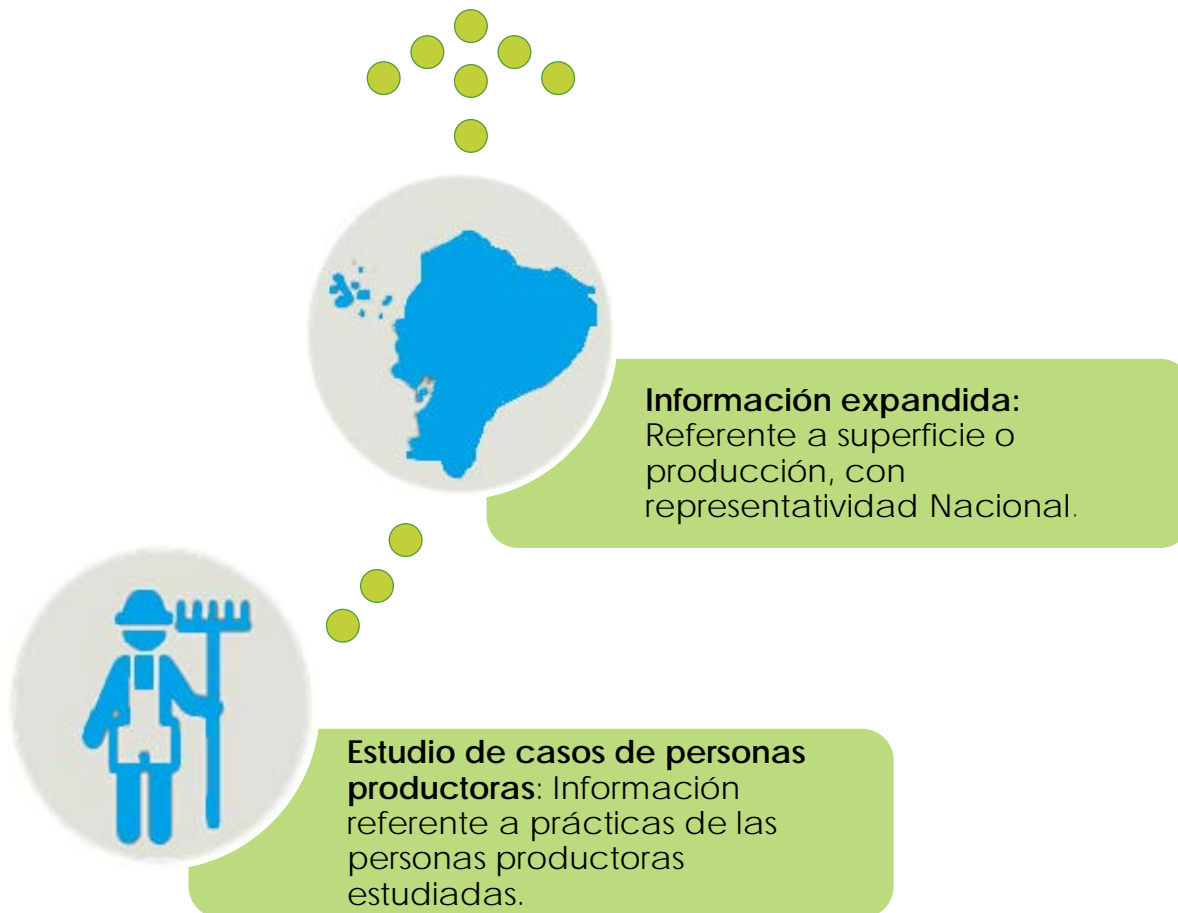 Información expandida:
Referente a superficie o
producción, con
representatividad Nacional.
Estudio de casos de personas
productoras: Información
referente a prácticas de las
personas productoras
estudiadas.